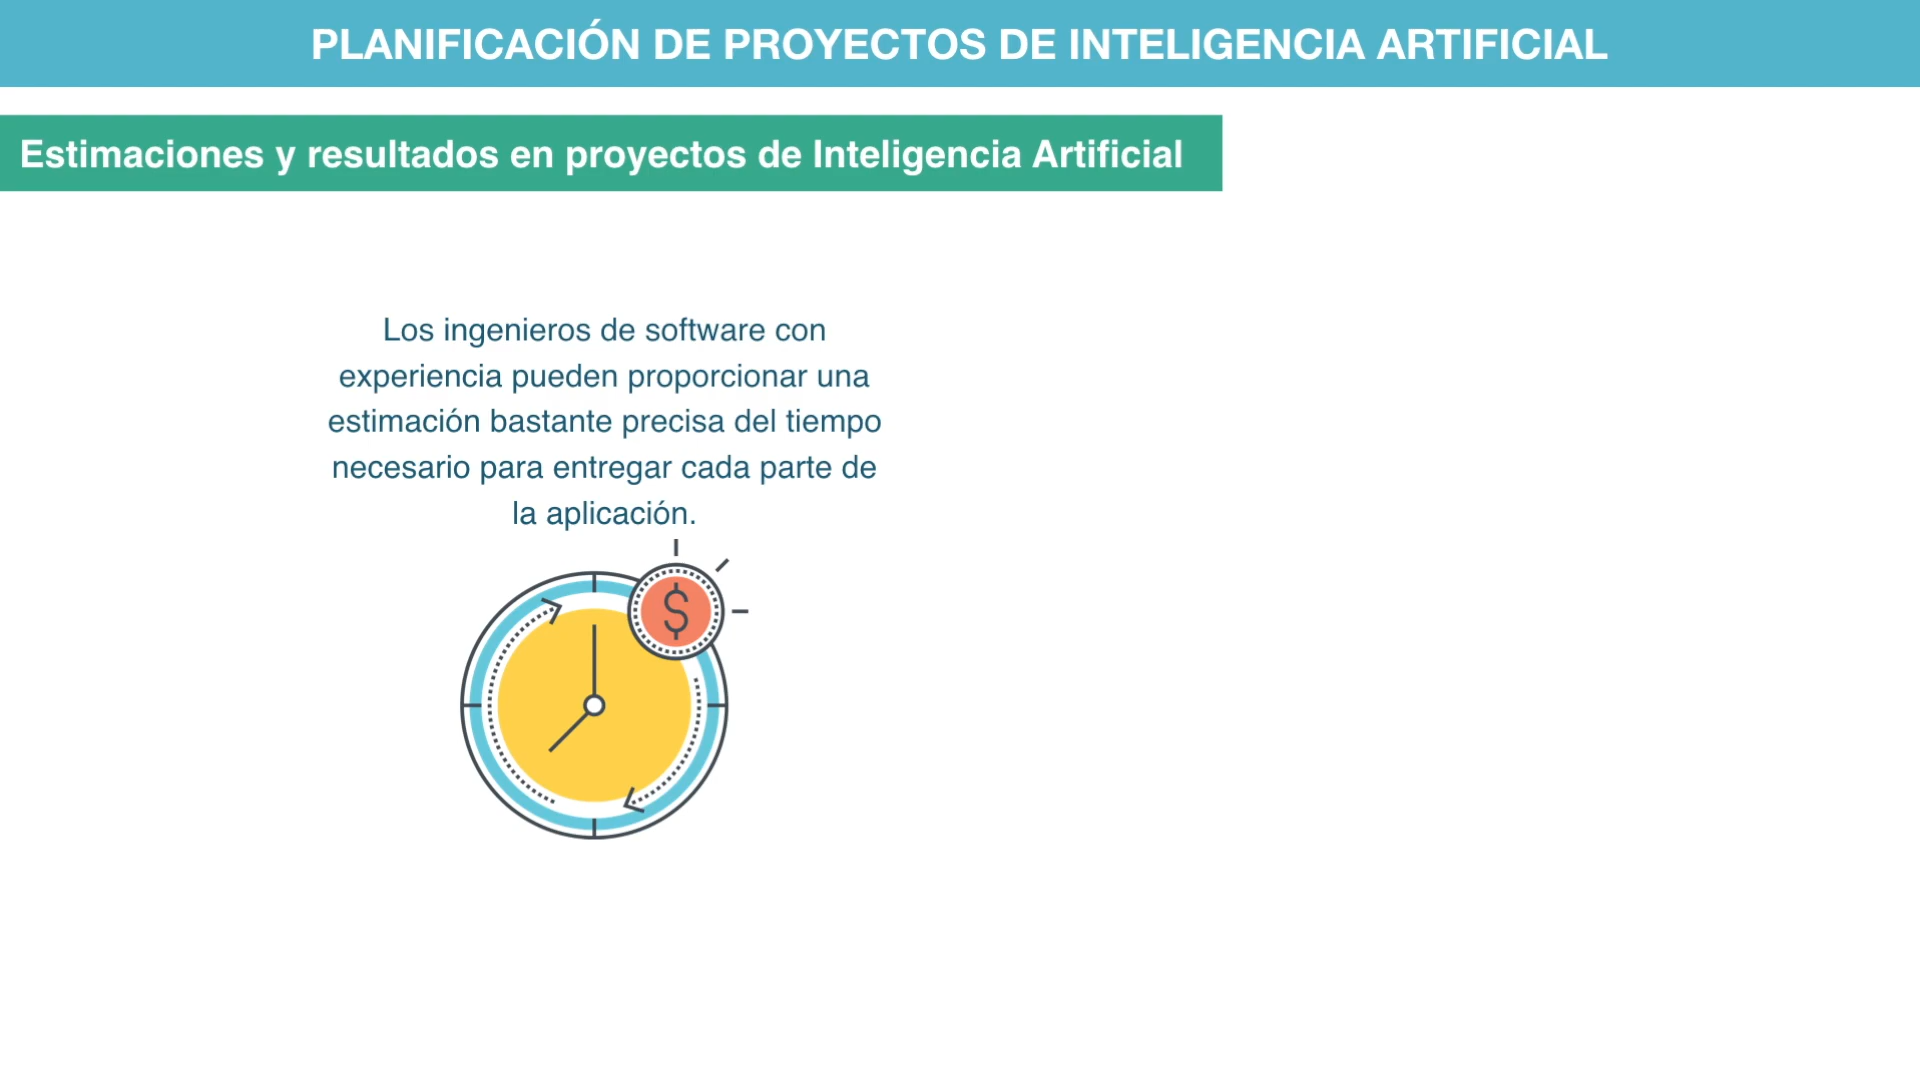 PLANIFICACIÓN DE PROYECTOS DE INTELIGENCIA ARTIFICIAL
Estimaciones y resultados en proyectos de Inteligencia Artificial
Los ingenieros de software con
experiencia pueden proporcionar una
estimación bastante precisa del tiempo
necesario para entregar cada parte de
la aplicación.
$